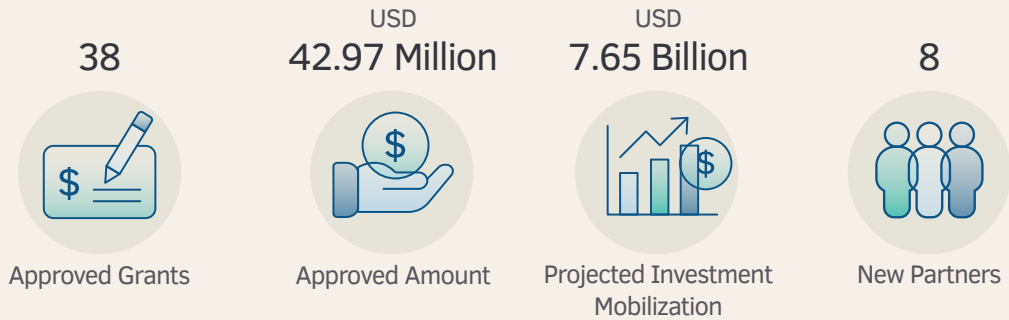 38
USD
42.97 Million
USD
7.65 Billion
8
$
$
$
Approved Grants
Approved Amount
Projected Investment
Mobilization
New Partners